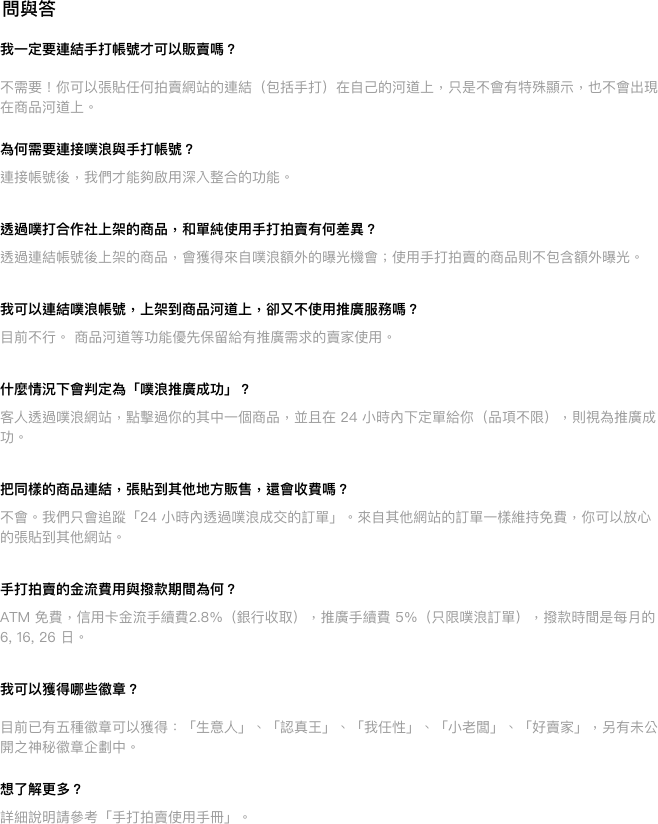 問與答
我一定要連結手打帳號才可以販賣嗎？
不需要！你可以張貼任何拍賣網站的連結（包括手打）在自己的河道上，只是不會有特殊顯示，也不會出現
在商品河道上。
為何需要連接噗浪與手打帳號？
連接帳號後，我們才能夠啟用深入整合的功能。
透過噗打合作社上架的商品，和單純使用手打拍賣有何差異？
透過連結帳號後上架的商品，會獲得來自噗浪額外的曝光機會；使用手打拍賣的商品則不包含額外曝光。
我可以連結噗浪帳號，上架到商品河道上，卻又不使用推廣服務嗎？
目前不行。 商品河道等功能優先保留給有推廣需求的賣家使用。
什麼情況下會判定為「噗浪推廣成功」？
客人透過噗浪網站，點擊過你的其中一個商品，並且在 24 小時內下定單給你（品項不限），則視為推廣成
功。
把同樣的商品連結，張貼到其他地方販售，還會收費嗎？
不會。我們只會追蹤「24 小時內透過噗浪成交的訂單」。來自其他網站的訂單一樣維持免費，你可以放心
的張貼到其他網站。
手打拍賣的金流費用與撥款期間為何？
ATM 免費，信用卡金流手續費2.8%（銀行收取），推廣手續費 5%（只限噗浪訂單），撥款時間是每月的
6, 16, 26 日。
我可以獲得哪些徽章？
目前已有五種徽章可以獲得：「生意人」、「認真王」、「我任性」、「小老闆」、「好賣家」，另有未公
開之神秘徽章企劃中。
想了解更多？
詳細說明請參考「手打拍賣使用手冊」。